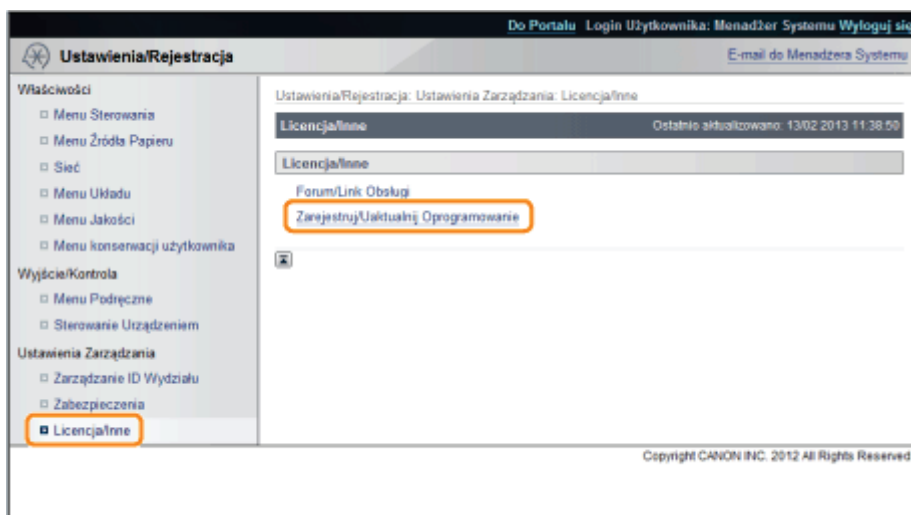 Do Portalu Login Użytkownika: Menadżer Systemu Wyloguj się
Ustawienia/Rejestracja
E-mail do Menadżera Systemu
Właściwości
Menu Sterowania
Menu Źródła Papieru
Sieć
Menu Układu
Menu Jakości
Menu konserwacji użytkownika
Wyjście/Kontrola
Menu Podręczne
Sterowanie Urządzeniem
Ustawienia Zarządzania
Zarządzanie ID Wydziału
Zabezpieczenia
Licencja/Inne
Ustawienia/Rejestracja: Ustawienia Zarządzania: Licencja/Inne
Licencja/Inne
Ostatnio aktualizowano: 13/02 2013 11:38:50
Licencja/Inne
Forum/Link Obsługi
Zarejestruj/Uaktualnij Oprogramowanie
Copyright CANON INC. 2012 All Rights Reserved